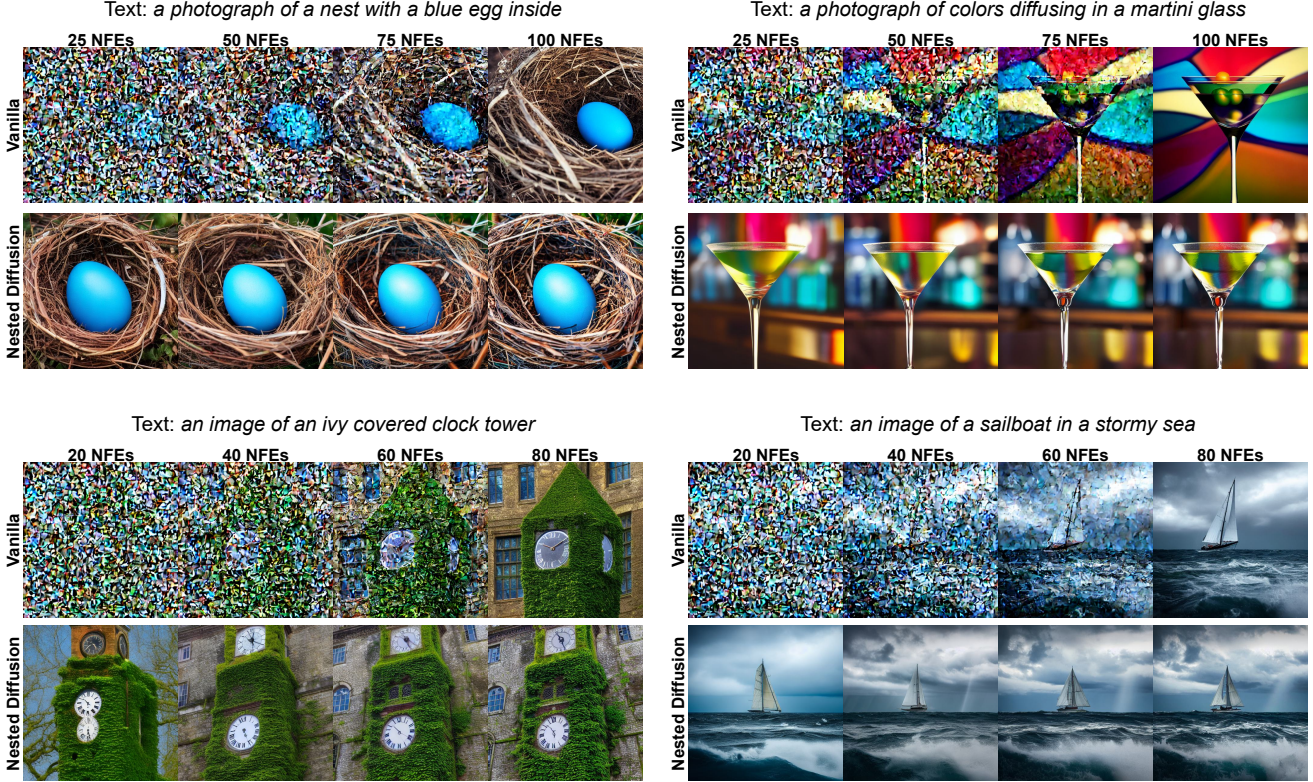 Text: a photograph of a nest with a blue egg inside
25 NFEs 50 NFEs 75 NFEs 100 NFEs
Vanilla
Nested Diffusion
Text: a photograph of colors diffusing in a martini glass
25 NFEs 50 NFEs 75 NFEs 100 NFEs
Vanilla
Nested Diffusion
Text: an image of an ivy covered clock tower
20 NFEs 40 NFEs 60 NFEs 80 NFEs
Vanilla
Nested Diffusion
Text: an image of a sailboat in a stormy sea
20 NFEs 40 NFEs 60 NFEs 80 NFEs
Vanilla
Nested Diffusion